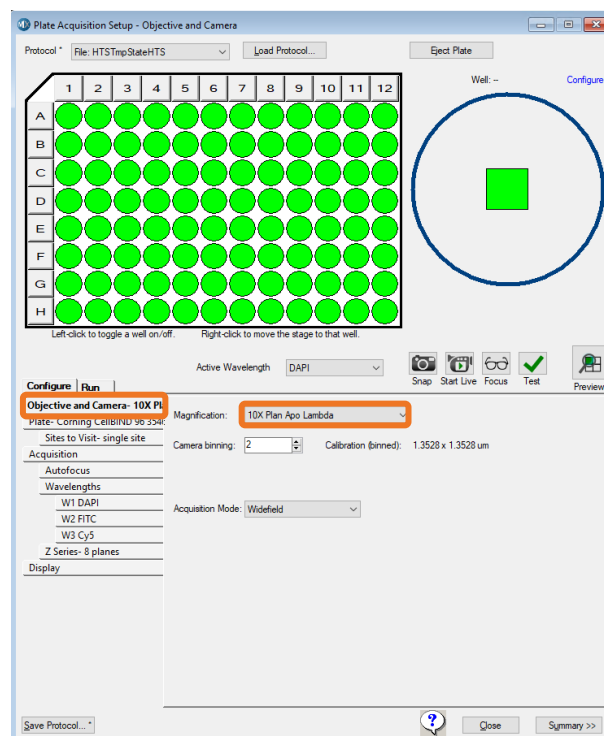 Plate Acquisition Setup - Objective and Camera
Protocol * File: HTSTmpStateHTS Load Protocol... Eject Plate
Well: -- Configure
1 2 3 4 5 6 7 8 9 10 11 12
A
B
C
D
E
F
G
H
Left-click to toggle a well on/off. Right-click to move the stage to that well.
Active Wavelength DAPI
Snap Start Live Focus Test Preview
Configure Run
Objective and Camera- 10X Pl
Plate- Corning CellBIND 96 354
Sites to Visit- single site
Acquisition
Autofocus
Wavelengths
W1 DAPI
W2 FITC
W3 Cy5
Z Series- 8 planes
Display
Magnification: 10X Plan Apo Lambda
Camera binning: 2 Calibration (binned): 1.3528 x 1.3528 um
Acquisition Mode: Widefield
Save Protocol... * ? Close Summary >>